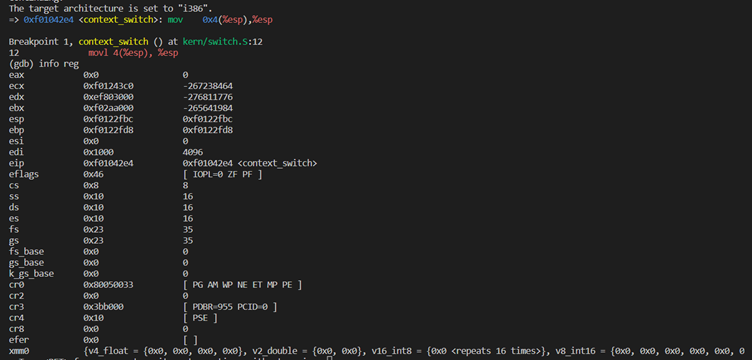 The target architecture is set to "i386".
=> 0xf01042e4 <context_switch>: mov    0x4(%esp),%esp

Breakpoint 1, context_switch () at kern/switch.S:12
12          movl 4(%esp), %esp
(gdb) info reg
eax            0x0                 0
ecx            0xf01243c0          -267238464
edx            0xef803000          -276811776
ebx            0xf02aa000          -265641984
esp            0xf0122fbc          0xf0122fbc
ebp            0xf0122fd8          0xf0122fd8
esi            0x0                 0
edi            0x1000              4096
eip            0xf01042e4          0xf01042e4 <context_switch>
eflags         0x46                [ IOPL=0 ZF PF ]
cs             0x8                 8
ss             0x10                16
ds             0x10                16
es             0x10                16
fs             0x23                35
gs             0x23                35
fs_base        0x0                 0
gs_base        0x0                 0
k_gs_base      0x0                 0
cr0            0x80050033          [ PG AM WP NE ET MP PE ]
cr2            0x0                 0
cr3            0x3bb000            [ PDBR=955 PCID=0 ]
cr4            0x10                [ PSE ]
cr8            0x0                 0
efer           0x0                 [ ]
xmm0           {v4_float = {0x0, 0x0, 0x0, 0x0}, v2_double = {0x0, 0x0}, v16_int8 = {0x0 <repeats 16 times>}, v8_int16 = {0x0, 0x0, 0x0, 0x0, 0x0, 0